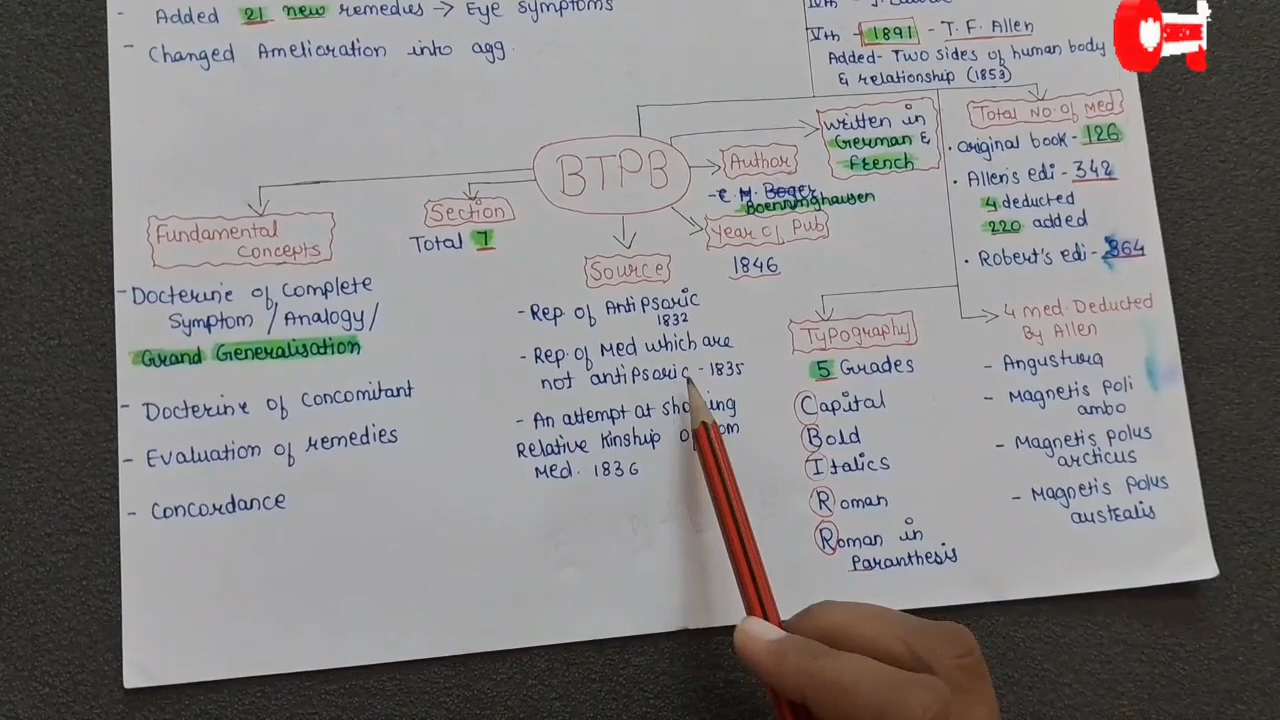 - Added 21 new remedies → Eye symptoms
- Changed Amelioration into agg.
Vth - 1891 - T. F. Allen
Added- Two sides of human body
& relationship (1853)
BTPB
Fundamental
Concepts
- Docterine of Complete
Symptom / Analogy /
Grand Generalisation
- Docterine of concomitant
- Evaluation of remedies
- Concordance
Section
Total 7
Source
- Rep. of Antipsoric
1832
- Rep. of Med which are
not antipsoric - 1835
- An attempt at
Relative Kinship
Med. 1836
Author
- C. M. Boger
Boenninghausen
Year of Pub
1846
written in
German &
French
Total No. of Med
. original book - 126
. Allen's edi - 342
4 deducted
220 added
. Robert's edi - 364
Typography
5 Grades
Capital
Bold
Italics
Roman
Roman in
Paranthesis
4 med. Deducted
By Allen
- Angustura
- Magnetis poli
ambo
- Magnetis polus
arcticus
- Magnetis polus
australis